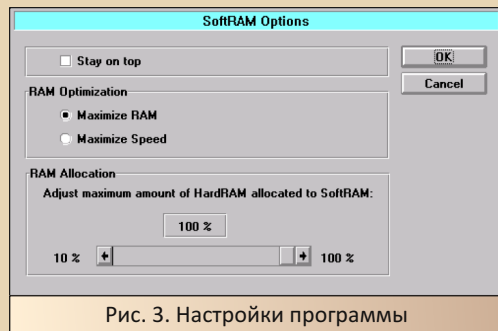 SoftRAM Options
Stay on top
OK
Cancel
RAM Optimization
Maximize RAM
Maximize Speed
RAM Allocation
Adjust maximum amount of HardRAM allocated to SoftRAM:
100 %
10 % 100 %
Рис. 3. Настройки программы